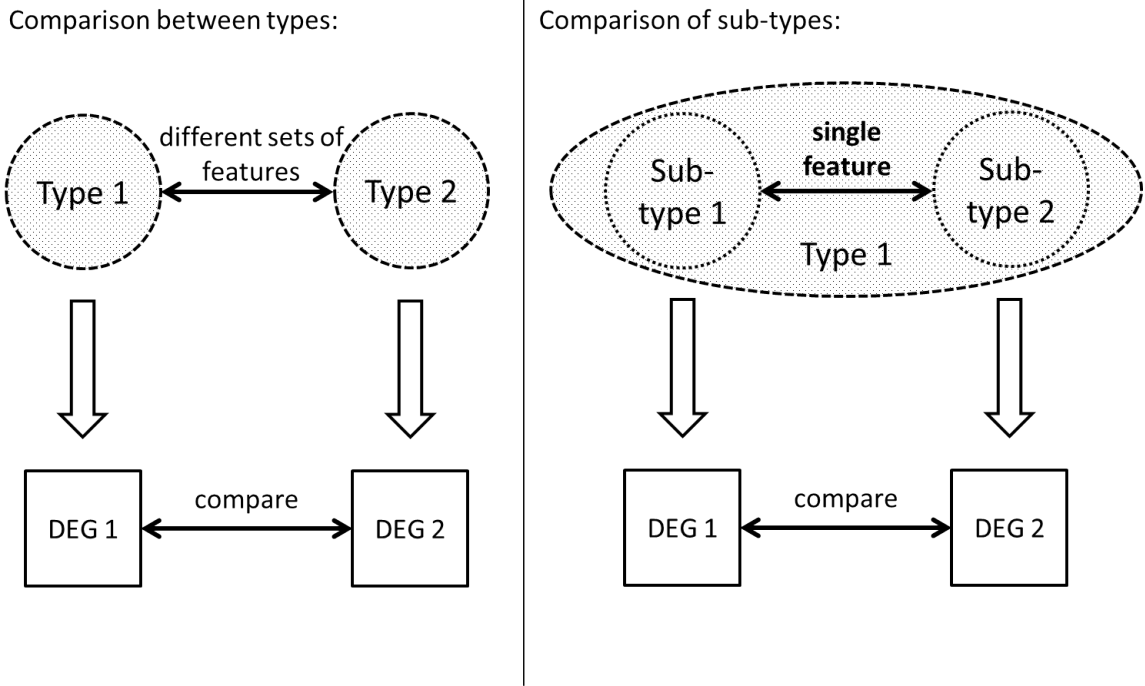 Comparison between types:
different sets of
features
Type 1
Type 2
compare
DEG 1
DEG 2
Comparison of sub-types:
single
feature
Sub-
type 1
Sub-
type 2
Type 1
compare
DEG 1
DEG 2